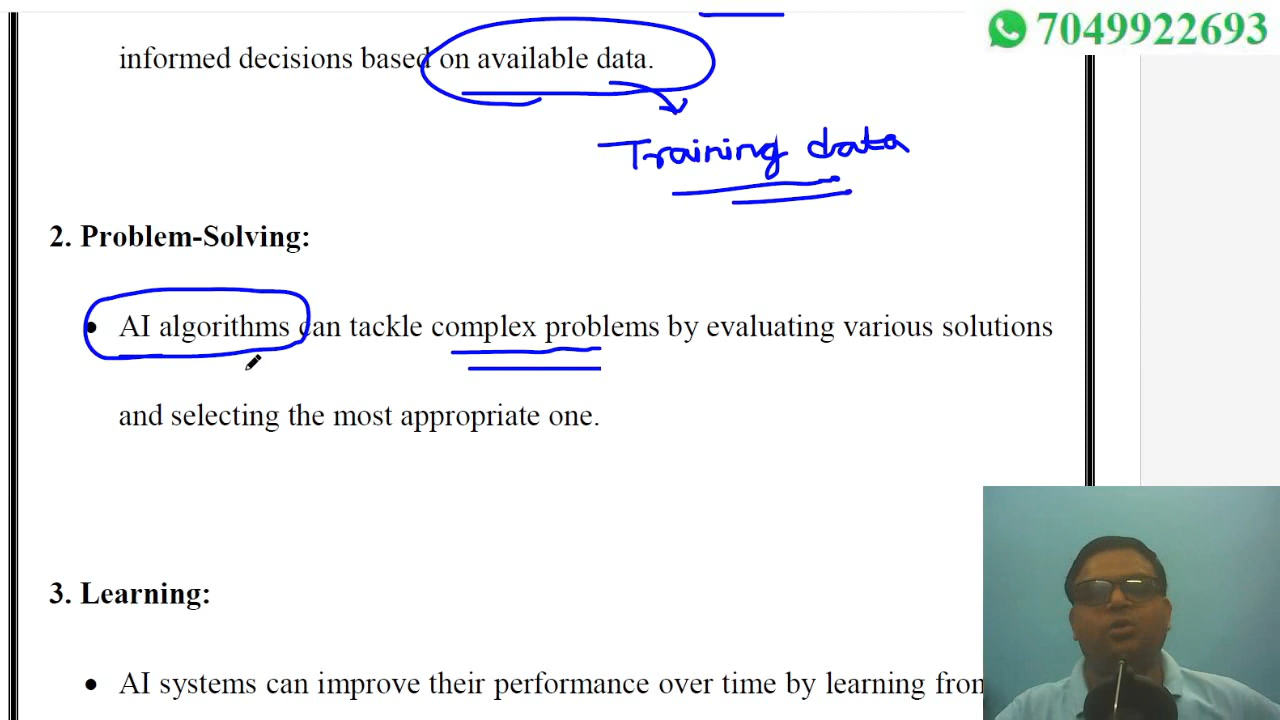 7049922693
informed decisions based on available data.
Training data
2. Problem-Solving:
• AI algorithms can tackle complex problems by evaluating various solutions
and selecting the most appropriate one.
3. Learning:
• AI systems can improve their performance over time by learning from